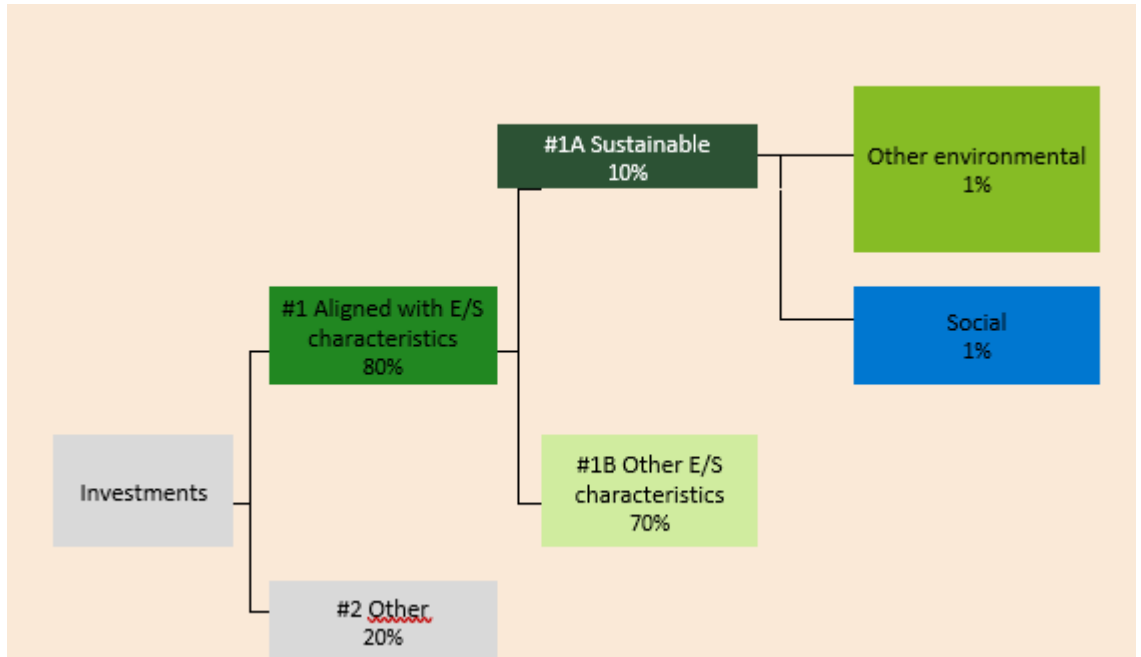 #1A Sustainable
10%
Other environmental
1%
#1 Aligned with E/S
characteristics
80%
Social
1%
Investments
#1B Other E/S
characteristics
70%
#2 Other
20%